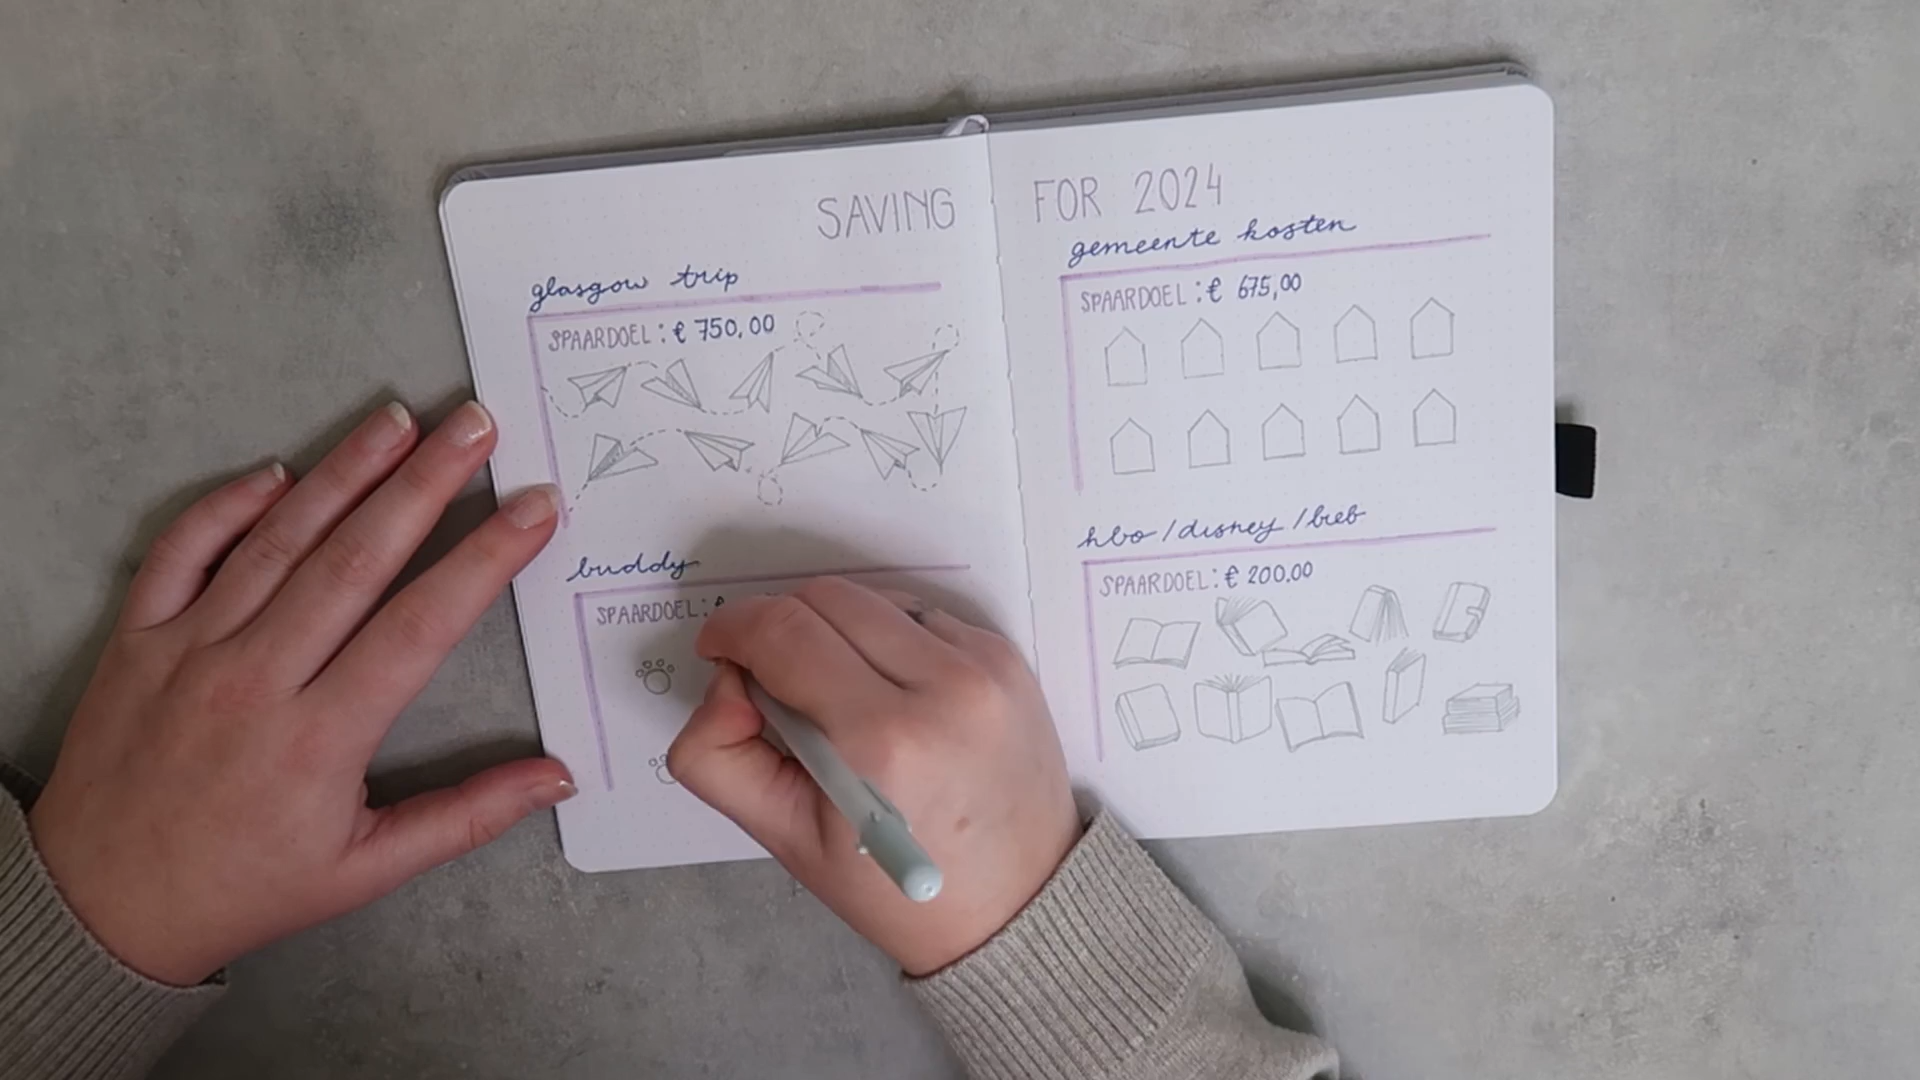 SAVING FOR 2024
glasgow trip
SPAARDOEL: € 750,00
buddy
SPAARDOEL:
gemeente kosten
SPAARDOEL: € 675,00
hbo/disney/bieb
SPAARDOEL: € 200,00